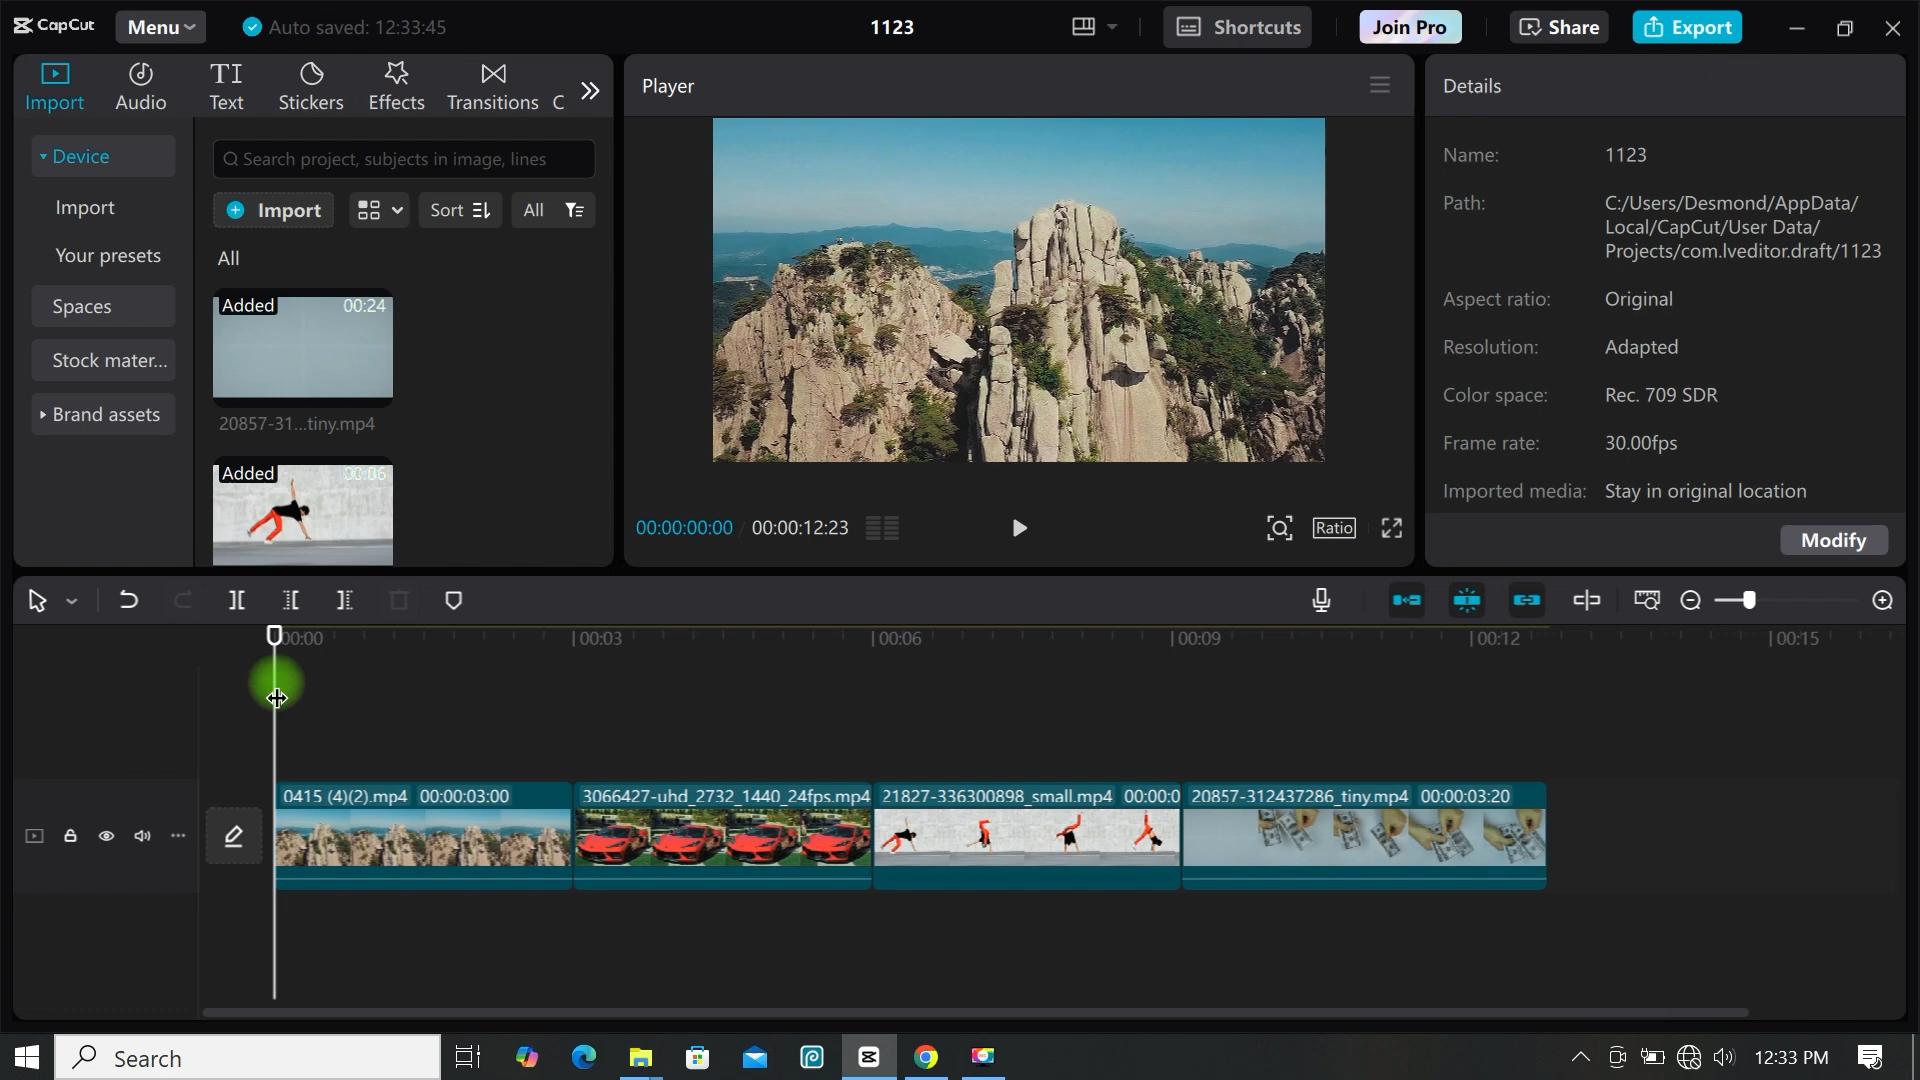 CapCut
Menu
Auto saved: 12:33:45
1123
Shortcuts
Join Pro
Share
Export
Import
Audio
Text
Stickers
Effects
Transitions
C
Device
Import
Your presets
Spaces
Stock mater...
Brand assets
Search project, subjects in image, lines
Import
Sort
All
All
Added
00:24
20857-31...tiny.mp4
Added
00:06
Player
00:00:00:00
00:00:12:23
Ratio
Details
Name:
1123
Path:
C:/Users/Desmond/AppData/
Local/CapCut/User Data/
Projects/com.lveditor.draft/1123
Aspect ratio:
Original
Resolution:
Adapted
Color space:
Rec. 709 SDR
Frame rate:
30.00fps
Imported media:
Stay in original location
Modify
00:00
00:03
00:06
00:09
00:12
00:15
0415 (4)(2).mp4 00:00:03:00
3066427-uhd_2732_1440_24fps.mp4
21827-336300898_small.mp4 00:00:0
20857-312437286_tiny.mp4 00:00:03:20
Search
12:33 PM